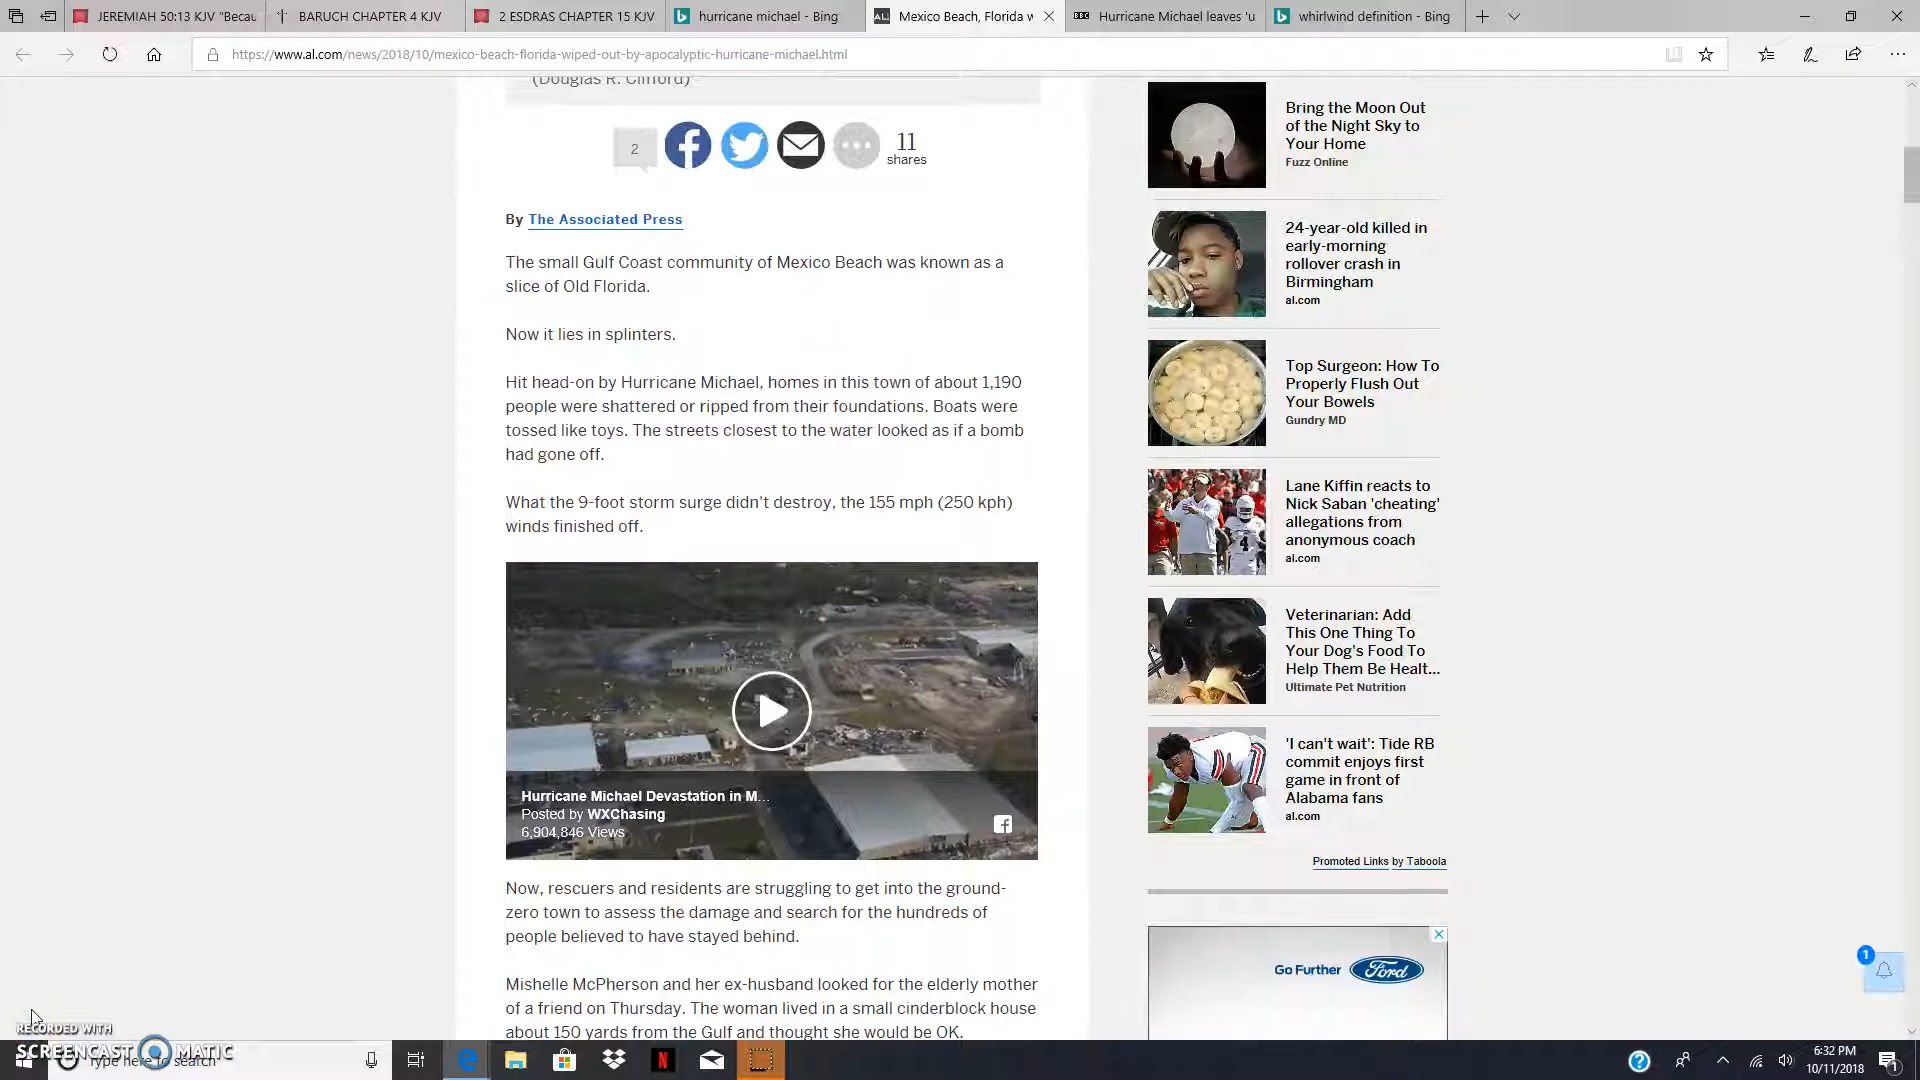 JEREMIAH 50:13 KJV "Becau
BARUCH CHAPTER 4 KJV
2 ESDRAS CHAPTER 15 KJV
hurricane michael - Bing
Mexico Beach, Florida w
Hurricane Michael leaves 'u
whirlwind definition - Bing
https://www.al.com/news/2018/10/mexico-beach-florida-wiped-out-by-apocalyptic-hurricane-michael.html
(Douglas R. Clifford)
2
11
shares
By The Associated Press
The small Gulf Coast community of Mexico Beach was known as a
slice of Old Florida.
Now it lies in splinters.
Hit head-on by Hurricane Michael, homes in this town of about 1,190
people were shattered or ripped from their foundations. Boats were
tossed like toys. The streets closest to the water looked as if a bomb
had gone off.
What the 9-foot storm surge didn't destroy, the 155 mph (250 kph)
winds finished off.
Hurricane Michael Devastation in M...
Posted by WXChasing
6,904,846 Views
Now, rescuers and residents are struggling to get into the ground-
zero town to assess the damage and search for the hundreds of
people believed to have stayed behind.
Mishelle McPherson and her ex-husband looked for the elderly mother
of a friend on Thursday. The woman lived in a small cinderblock house
about 150 yards from the Gulf and thought she would be OK.
Bring the Moon Out
of the Night Sky to
Your Home
Fuzz Online
24-year-old killed in
early-morning
rollover crash in
Birmingham
al.com
Top Surgeon: How To
Properly Flush Out
Your Bowels
Gundry MD
Lane Kiffin reacts to
Nick Saban 'cheating'
allegations from
anonymous coach
al.com
Veterinarian: Add
This One Thing To
Your Dog's Food To
Help Them Be Healt...
Ultimate Pet Nutrition
'I can't wait': Tide RB
commit enjoys first
game in front of
Alabama fans
al.com
Promoted Links by Taboola
Go Further Ford
1
RECORDED WITH
SCREENCAST MATIC
Type here to search
6:32 PM
10/11/2018
1